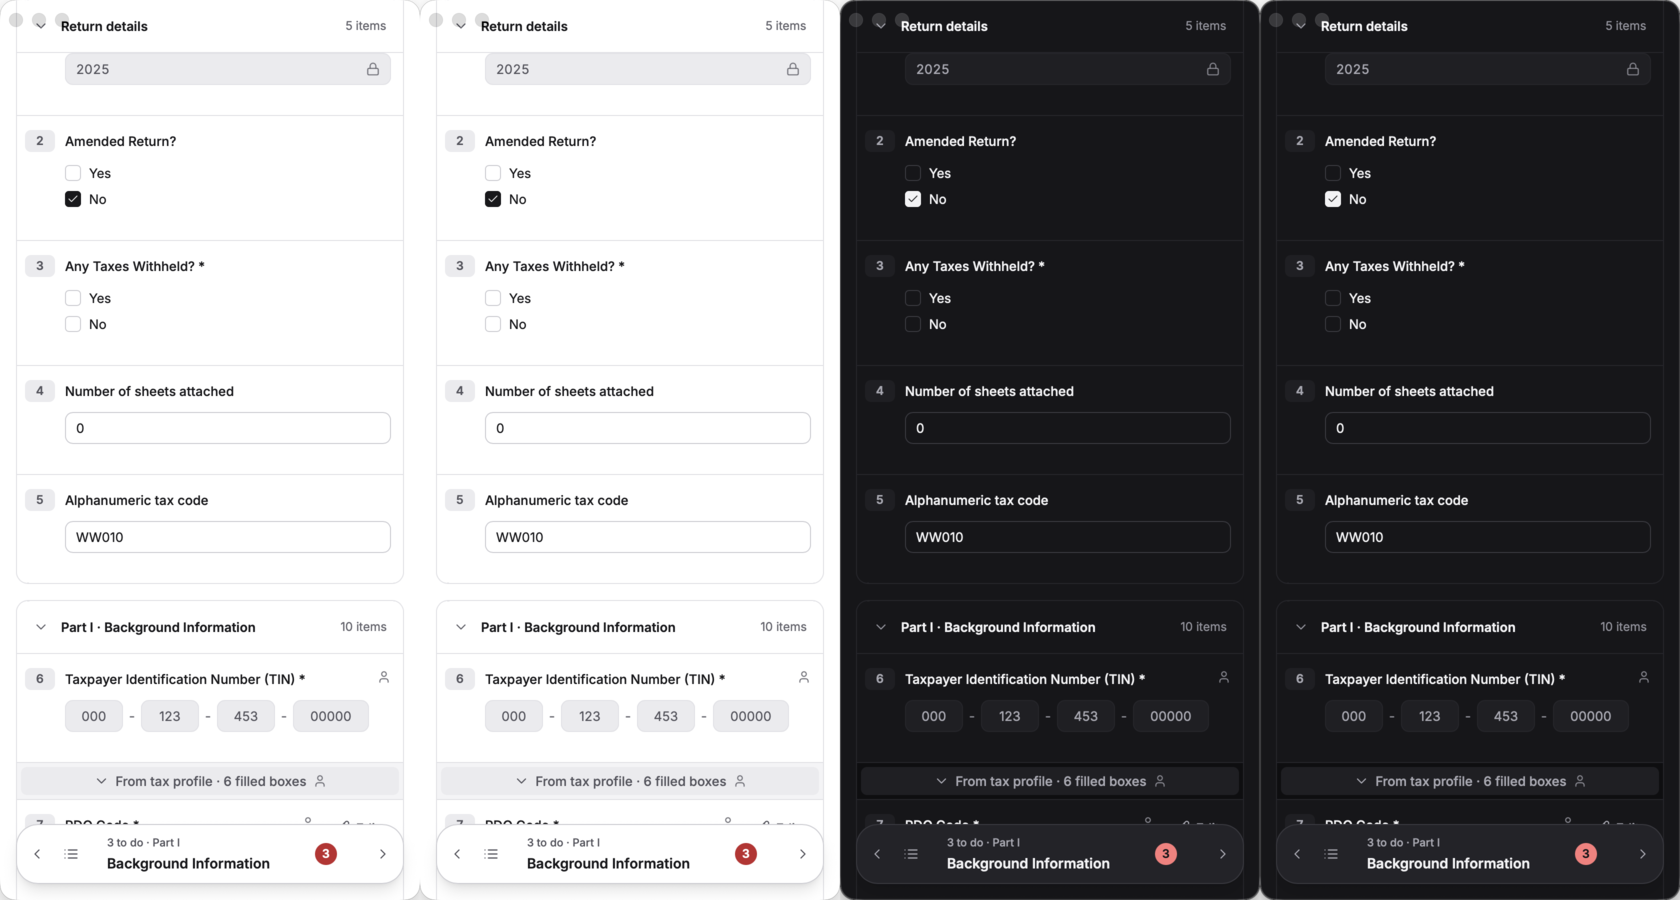 Return details 5 items
2025
2 Amended Return?
Yes
No
3 Any Taxes Withheld? *
Yes
No
4 Number of sheets attached
0
5 Alphanumeric tax code
WW010
Part I · Background Information 10 items
6 Taxpayer Identification Number (TIN) *
000 - 123 - 453 - 00000
From tax profile · 6 filled boxes
3 to do · Part I
Background Information 3
Return details 5 items
2025
2 Amended Return?
Yes
No
3 Any Taxes Withheld? *
Yes
No
4 Number of sheets attached
0
5 Alphanumeric tax code
WW010
Part I · Background Information 10 items
6 Taxpayer Identification Number (TIN) *
000 - 123 - 453 - 00000
From tax profile · 6 filled boxes
3 to do · Part I
Background Information 3
Return details 5 items
2025
2 Amended Return?
Yes
No
3 Any Taxes Withheld? *
Yes
No
4 Number of sheets attached
0
5 Alphanumeric tax code
WW010
Part I · Background Information 10 items
6 Taxpayer Identification Number (TIN) *
000 - 123 - 453 - 00000
From tax profile · 6 filled boxes
3 to do · Part I
Background Information 3
Return details 5 items
2025
2 Amended Return?
Yes
No
3 Any Taxes Withheld? *
Yes
No
4 Number of sheets attached
0
5 Alphanumeric tax code
WW010
Part I · Background Information 10 items
6 Taxpayer Identification Number (TIN) *
000 - 123 - 453 - 00000
From tax profile · 6 filled boxes
3 to do · Part I
Background Information 3